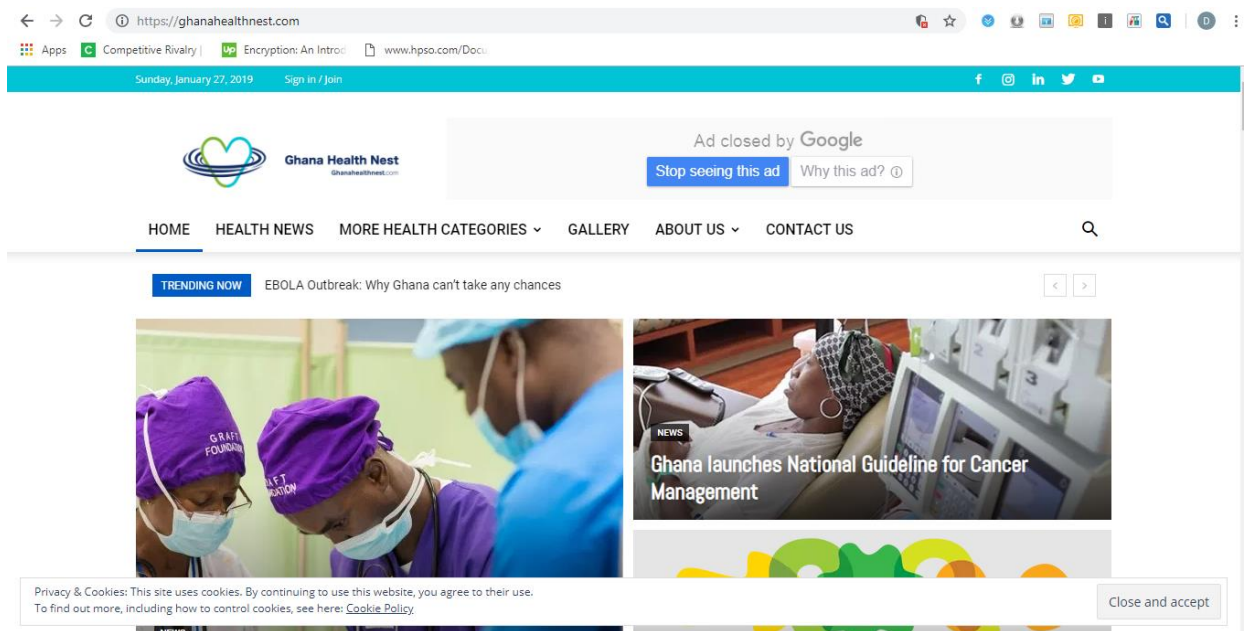 https://ghanahealthnest.com
Apps
Competitive Rivalry |
Encryption: An Introd
www.hpso.com/Docu
Sunday, January 27, 2019
Sign in / Join
Ghana Health Nest
Ghanahealthnest.com
Ad closed by Google
Stop seeing this ad
Why this ad?
HOME
HEALTH NEWS
MORE HEALTH CATEGORIES
GALLERY
ABOUT US
CONTACT US
TRENDING NOW
EBOLA Outbreak: Why Ghana can't take any chances
GRAFT
FOUNDATION
NEWS
Ghana launches National Guideline for Cancer
Management
Privacy & Cookies: This site uses cookies. By continuing to use this website, you agree to their use.
To find out more, including how to control cookies, see here: Cookie Policy
Close and accept
NEWS